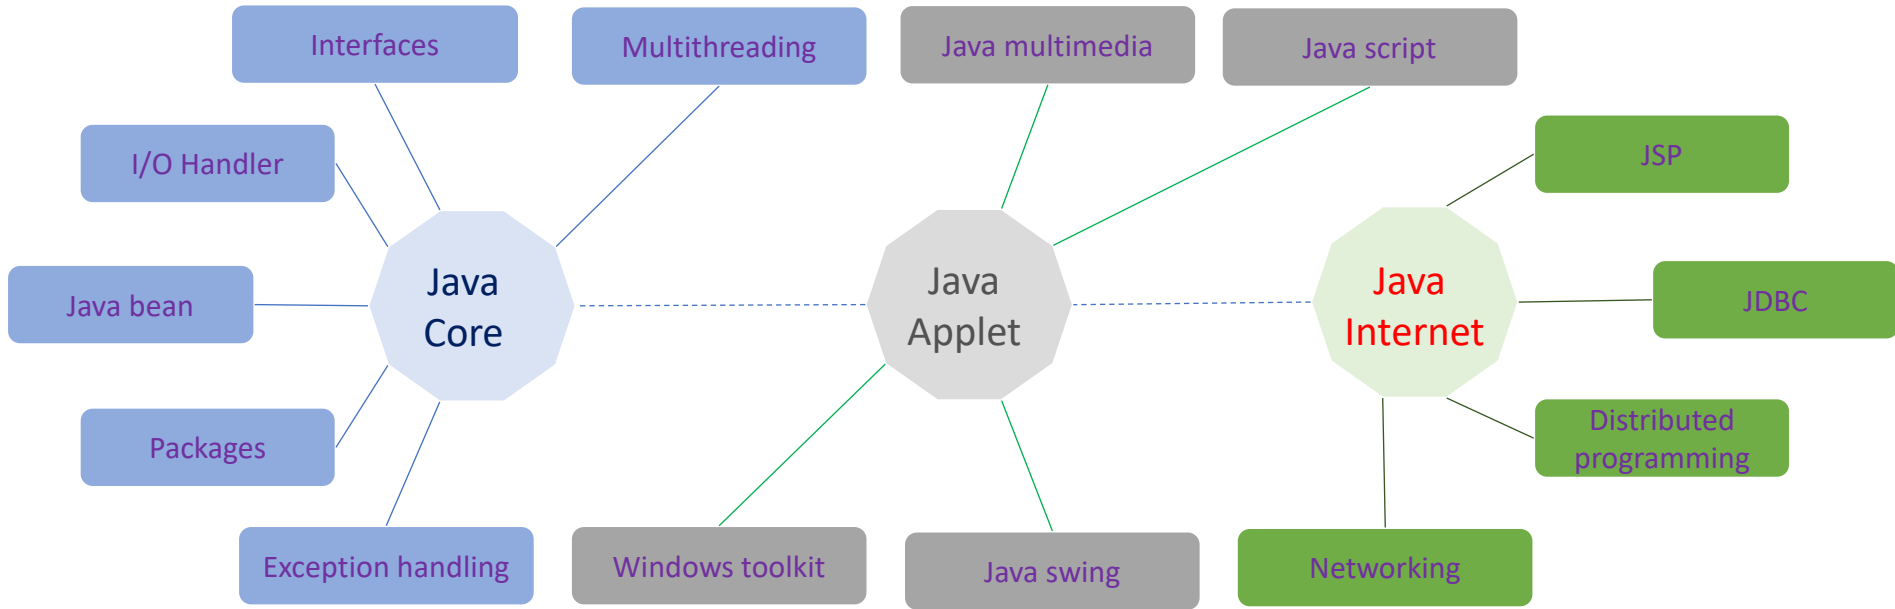 Interfaces
Multithreading
Java multimedia
Java script
I/O Handler
JSP
Java bean
Java
Core
Java
Applet
Java
Internet
JDBC
Packages
Distributed
programming
Exception handling
Windows toolkit
Java swing
Networking